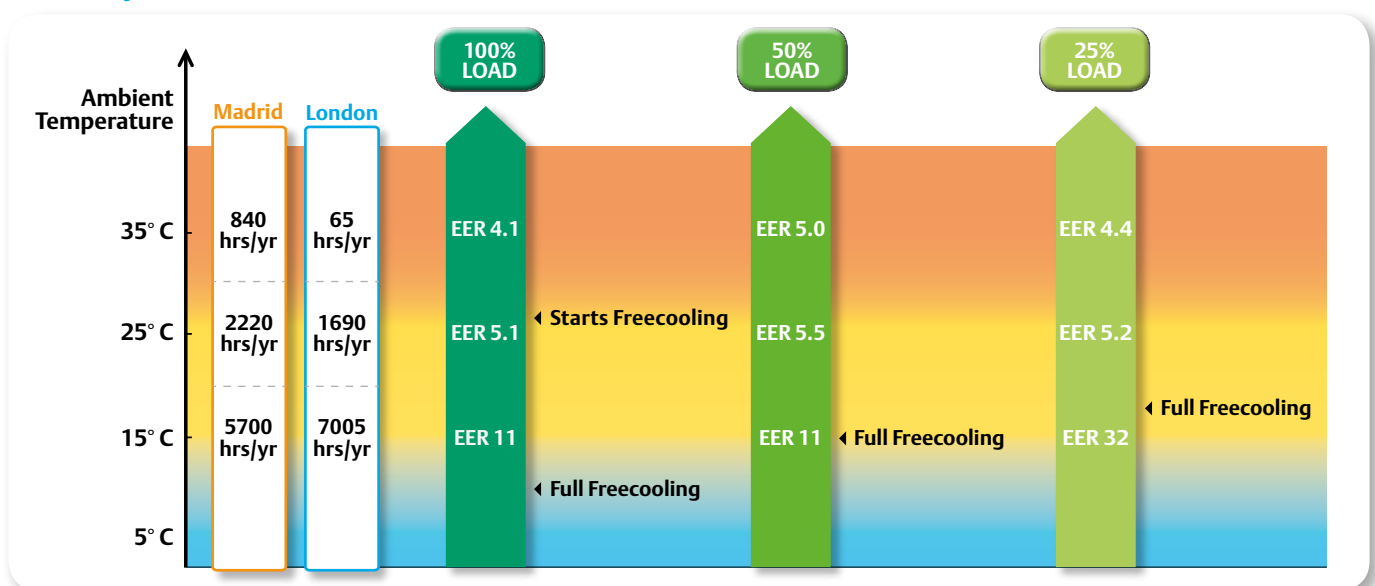 100%
LOAD
50%
LOAD
25%
LOAD
Ambient
Temperature
Madrid
London
35° C
840
hrs/yr
65
hrs/yr
EER 4.1
EER 5.0
EER 4.4
Starts Freecooling
25° C
2220
hrs/yr
1690
hrs/yr
EER 5.1
EER 5.5
EER 5.2
Full Freecooling
15° C
5700
hrs/yr
7005
hrs/yr
EER 11
EER 11
Full Freecooling
EER 32
Full Freecooling
5° C